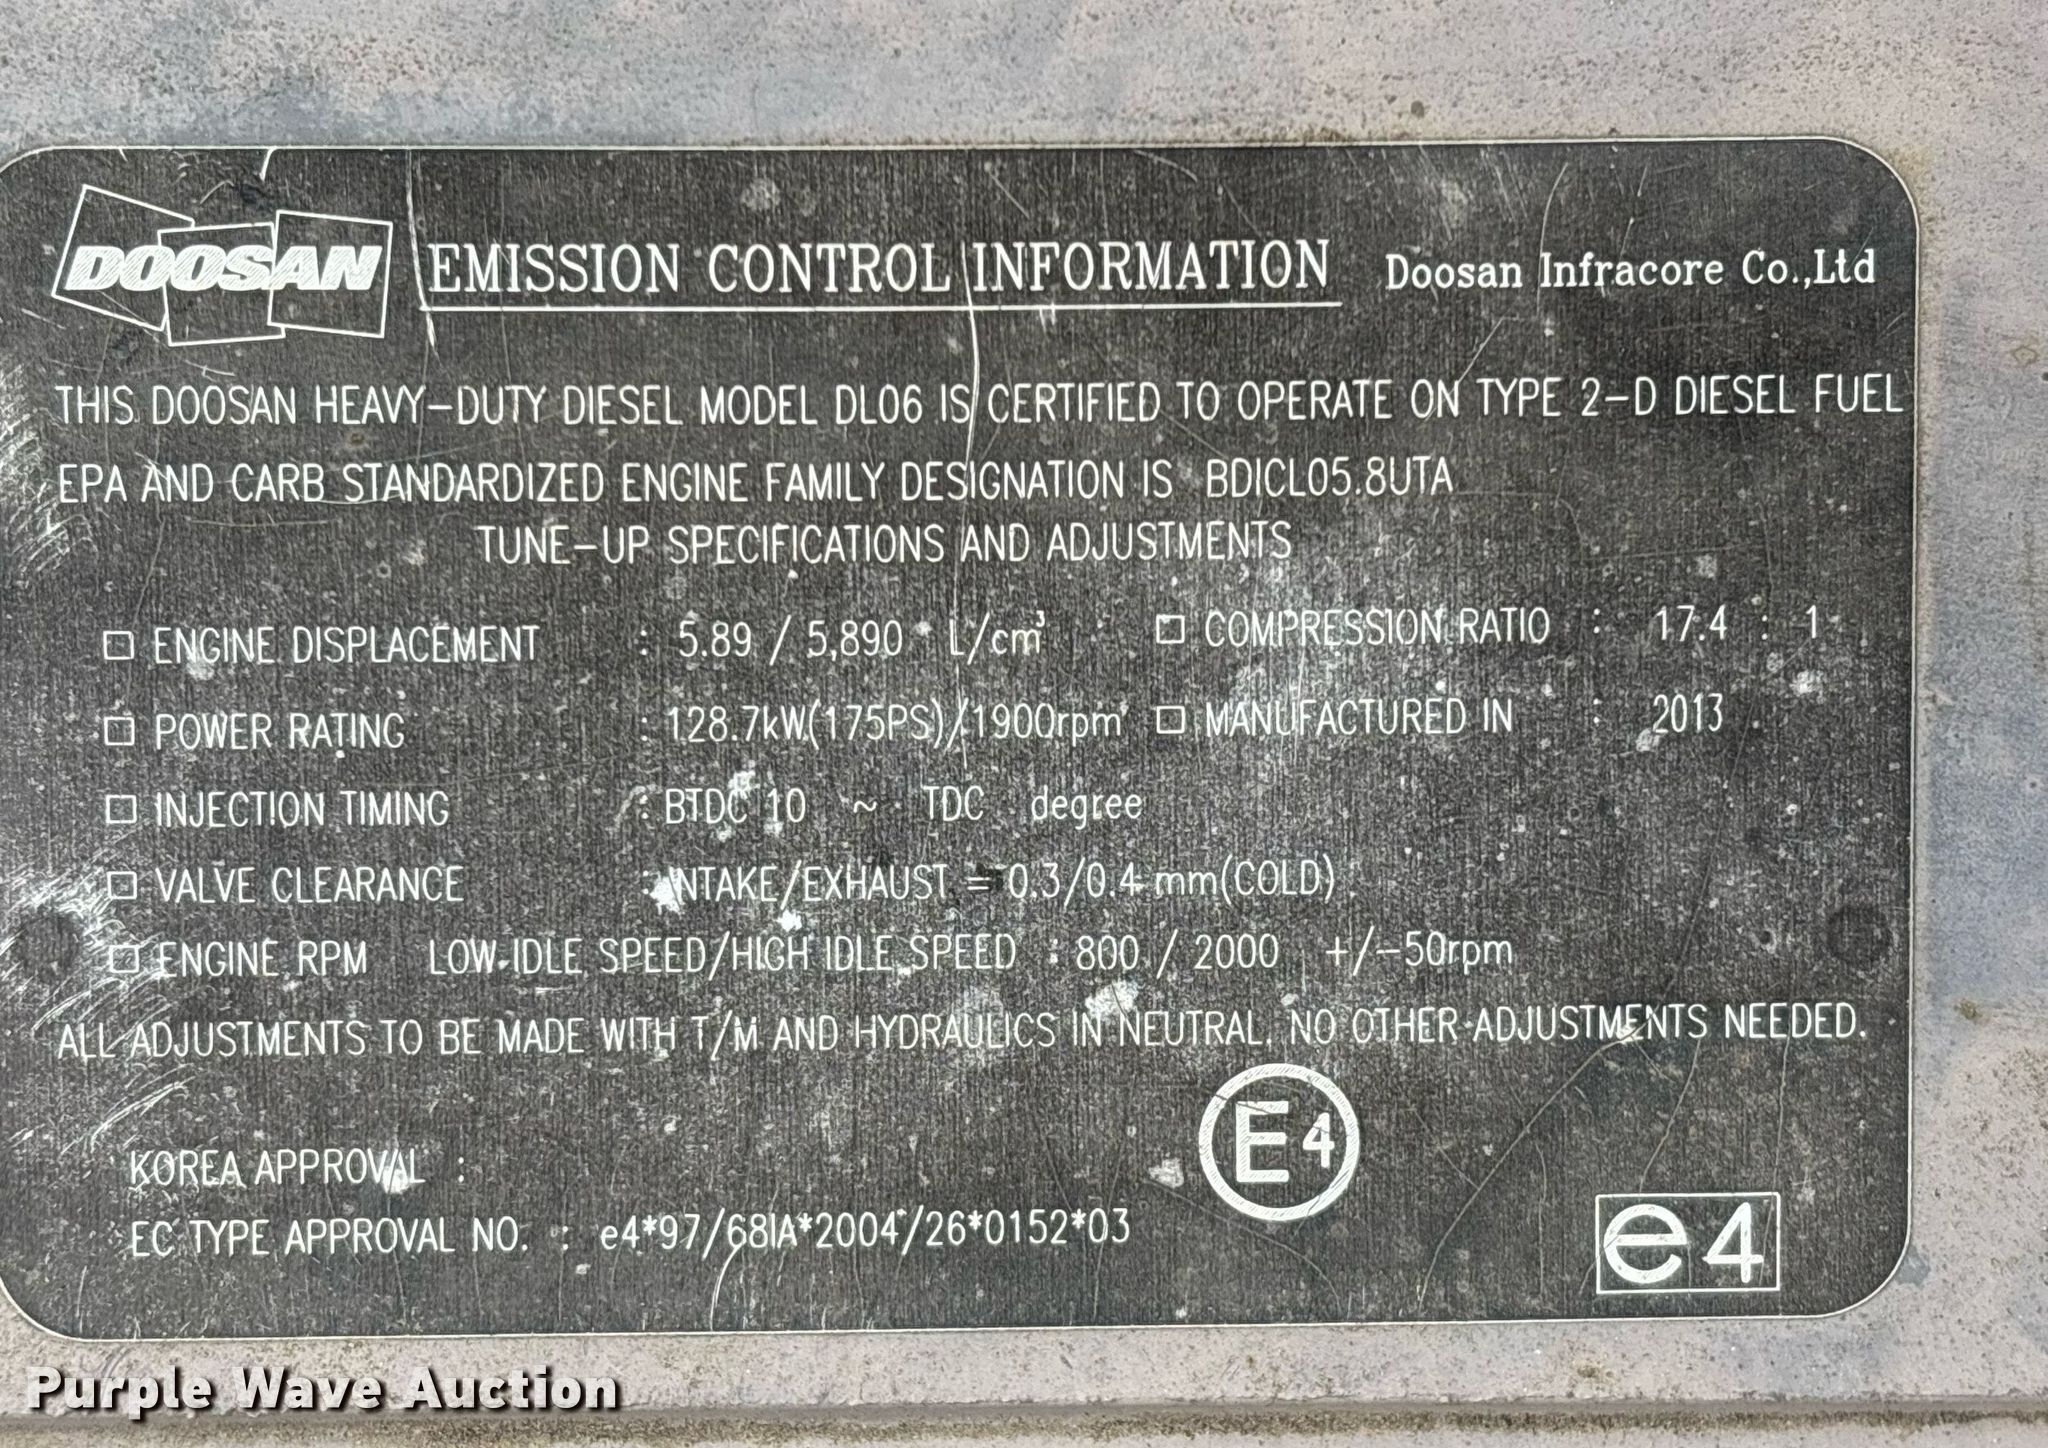 DOOSAN EMISSION CONTROL INFORMATION Doosan Infracore Co.,Ltd
THIS DOOSAN HEAVY-DUTY DIESEL MODEL DL06 IS CERTIFIED TO OPERATE ON TYPE 2-D DIESEL FUEL
EPA AND CARB STANDARDIZED ENGINE FAMILY DESIGNATION IS BDICL05.8UTA
TUNE-UP SPECIFICATIONS AND ADJUSTMENTS
□ ENGINE DISPLACEMENT : 5.89 / 5,890 L/cm³ □ COMPRESSION RATIO : 17.4 : 1
□ POWER RATING : 128.7kW(175PS)/1900rpm □ MANUFACTURED IN : 2013
□ INJECTION TIMING : BTDC 10 ~ TDC degree
□ VALVE CLEARANCE : INTAKE/EXHAUST = 0.3/0.4 mm(COLD)
□ ENGINE RPM LOW IDLE SPEED/HIGH IDLE SPEED : 800 / 2000 +/-50rpm
ALL ADJUSTMENTS TO BE MADE WITH T/M AND HYDRAULICS IN NEUTRAL. NO OTHER ADJUSTMENTS NEEDED.
E4
KOREA APPROVAL :
EC TYPE APPROVAL NO. : e4*97/68IA*2004/26*0152*03
e4
Purple Wave Auction